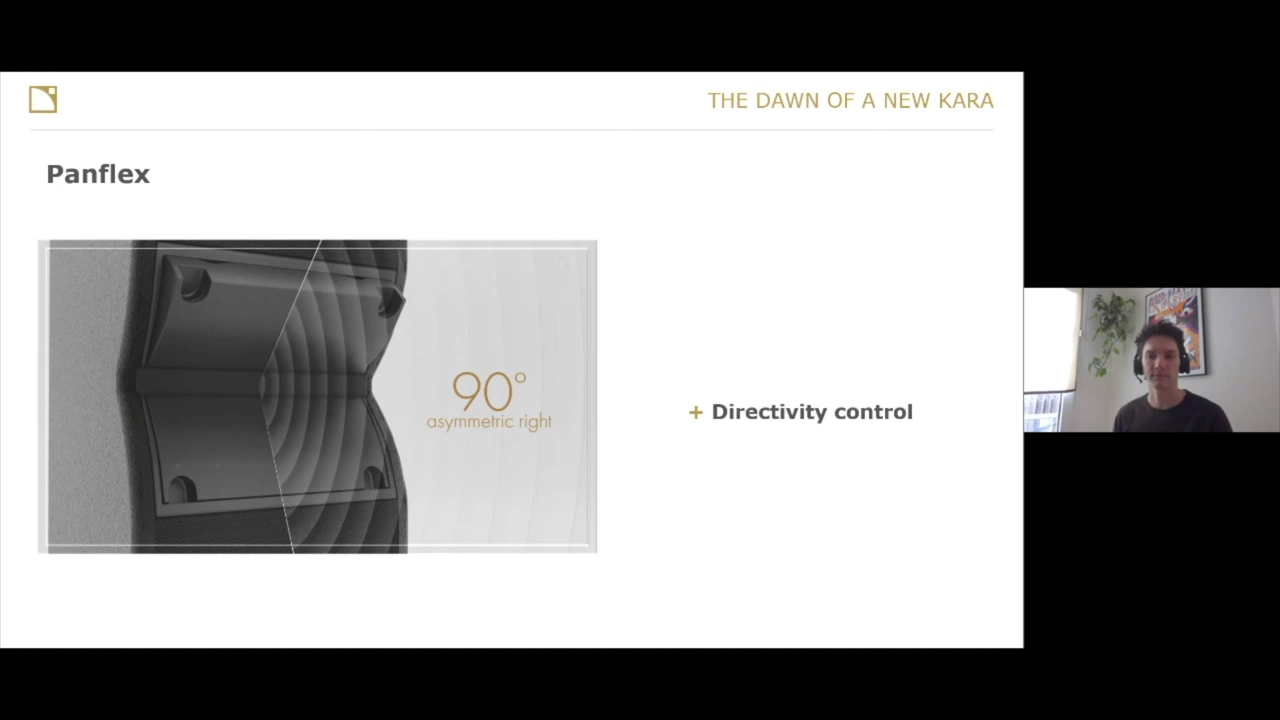 THE DAWN OF A NEW KARA
Panflex
90°
asymmetric right
+ Directivity control